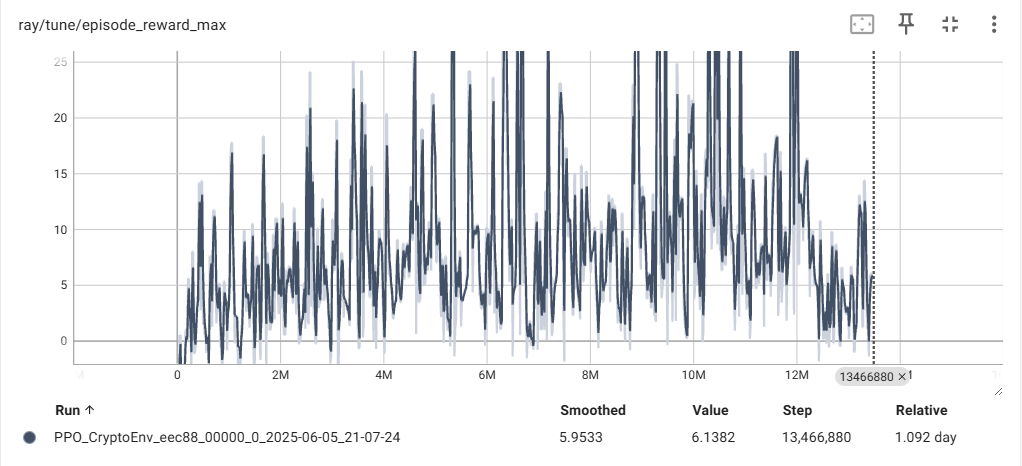 ray/tune/episode_reward_max
25
20
15
10
5
0
0 2M 4M 6M 8M 10M 12M
13466880 ×
Run ↑ Smoothed Value Step Relative
PPO_CryptoEnv_eec88_00000_0_2025-06-05_21-07-24 5.9533 6.1382 13,466,880 1.092 day